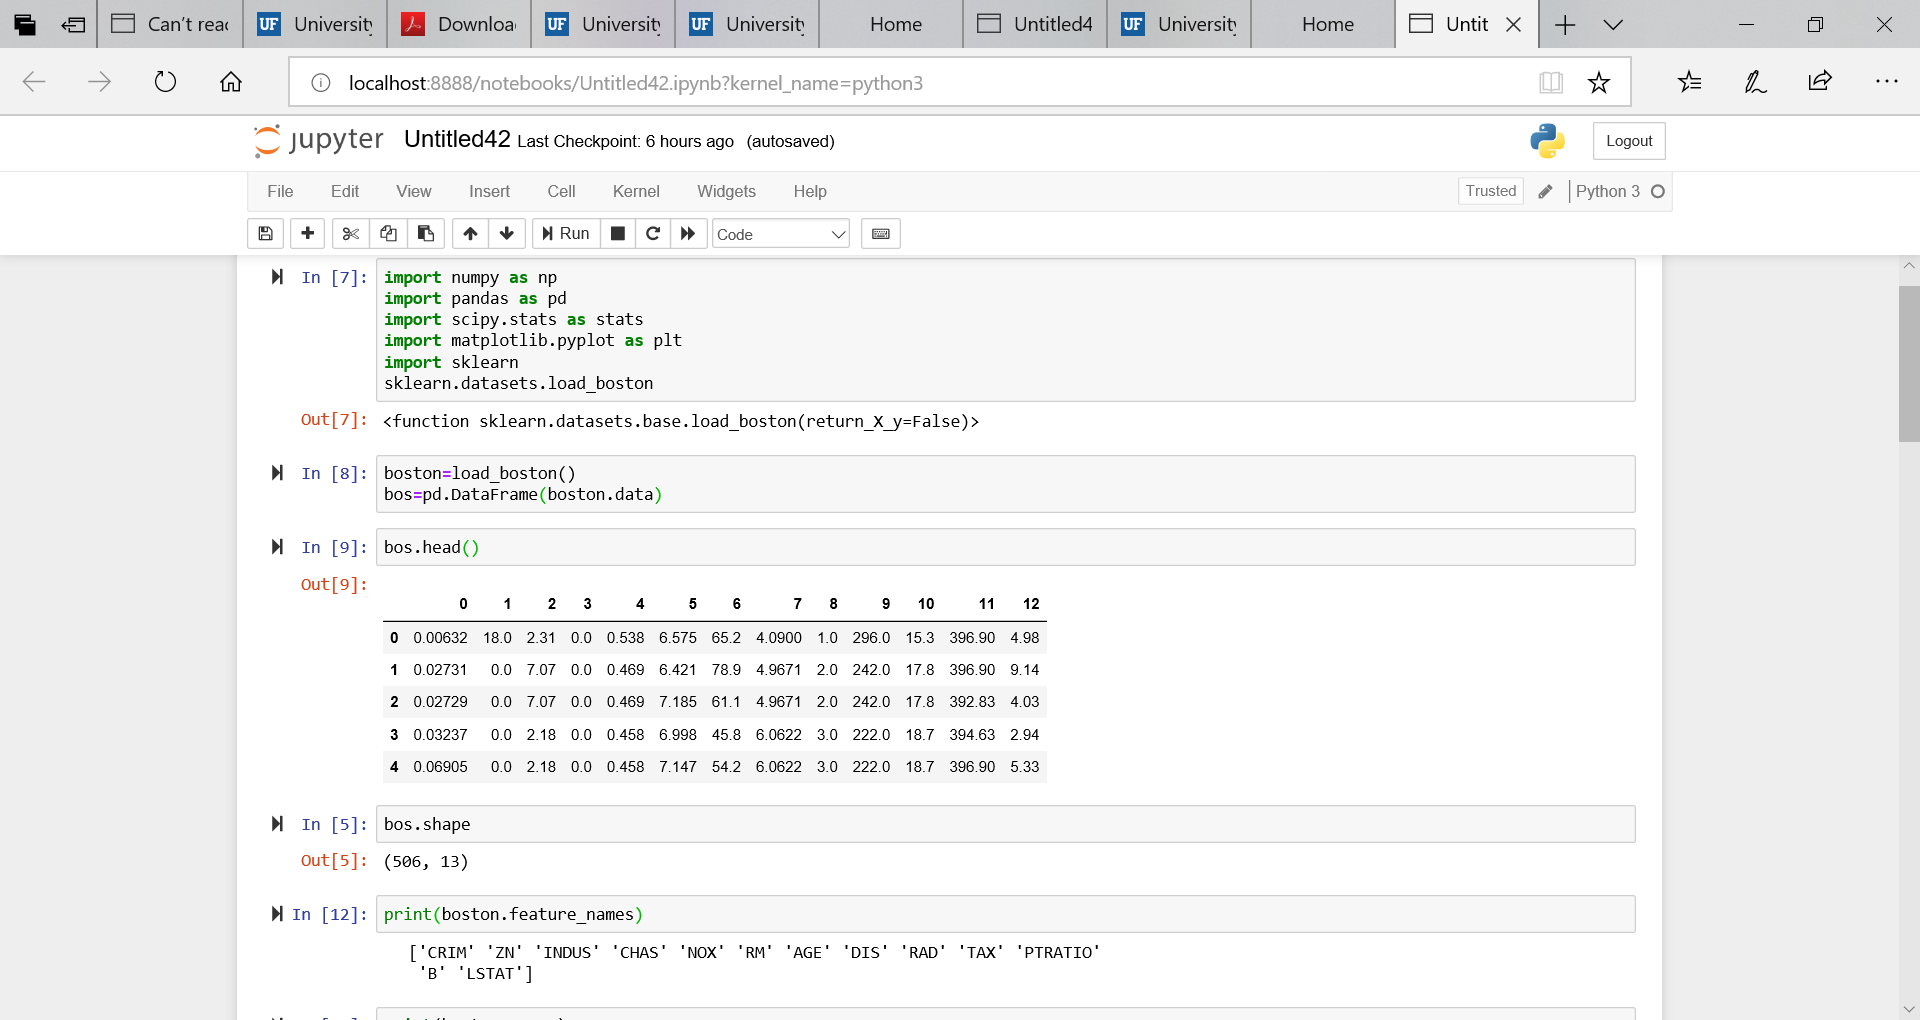 Can't rea
UF University
Downloa
UF University
UF University
Home
Untitled4
UF University
Home
Untit
localhost:8888/notebooks/Untitled42.ipynb?kernel_name=python3
jupyter Untitled42 Last Checkpoint: 6 hours ago (autosaved)
Logout
File Edit View Insert Cell Kernel Widgets Help
Trusted Python 3
Run Code
In [7]: import numpy as np
import pandas as pd
import scipy.stats as stats
import matplotlib.pyplot as plt
import sklearn
sklearn.datasets.load_boston
Out[7]: <function sklearn.datasets.base.load_boston(return_X_y=False)>
In [8]: boston=load_boston()
bos=pd.DataFrame(boston.data)
In [9]: bos.head()
Out[9]:
0 1 2 3 4 5 6 7 8 9 10 11 12
0 0.00632 18.0 2.31 0.0 0.538 6.575 65.2 4.0900 1.0 296.0 15.3 396.90 4.98
1 0.02731 0.0 7.07 0.0 0.469 6.421 78.9 4.9671 2.0 242.0 17.8 396.90 9.14
2 0.02729 0.0 7.07 0.0 0.469 7.185 61.1 4.9671 2.0 242.0 17.8 392.83 4.03
3 0.03237 0.0 2.18 0.0 0.458 6.998 45.8 6.0622 3.0 222.0 18.7 394.63 2.94
4 0.06905 0.0 2.18 0.0 0.458 7.147 54.2 6.0622 3.0 222.0 18.7 396.90 5.33
In [5]: bos.shape
Out[5]: (506, 13)
In [12]: print(boston.feature_names)
['CRIM' 'ZN' 'INDUS' 'CHAS' 'NOX' 'RM' 'AGE' 'DIS' 'RAD' 'TAX' 'PTRATIO'
'B' 'LSTAT']